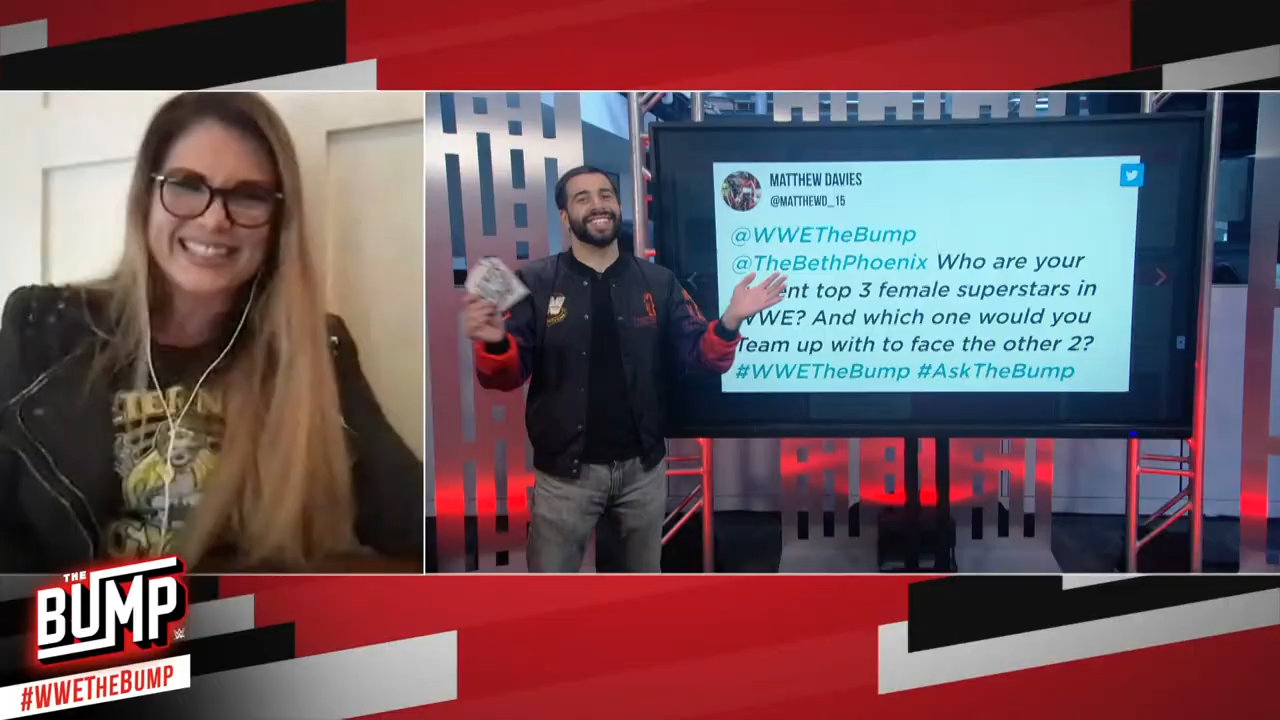 MATTHEW DAVIES
@MATTHEWD_15
@WWETheBump
@TheBethPhoenix Who are your
top 3 female superstars in
WWE? And which one would you
Team up with to face the other 2?
#WWETheBump #AskTheBump
THE
BUMP
#WWETHEBUMP